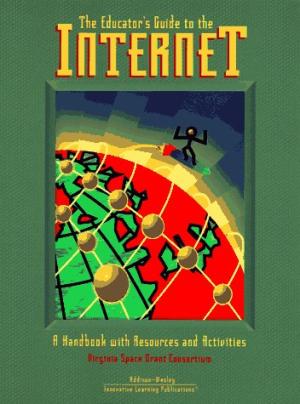 The Educator's Guide to the
INTERNET
A Handbook with Resources and Activities
Virginia Space Grant Consortium
Addison-Wesley
Innovative Learning Publications™